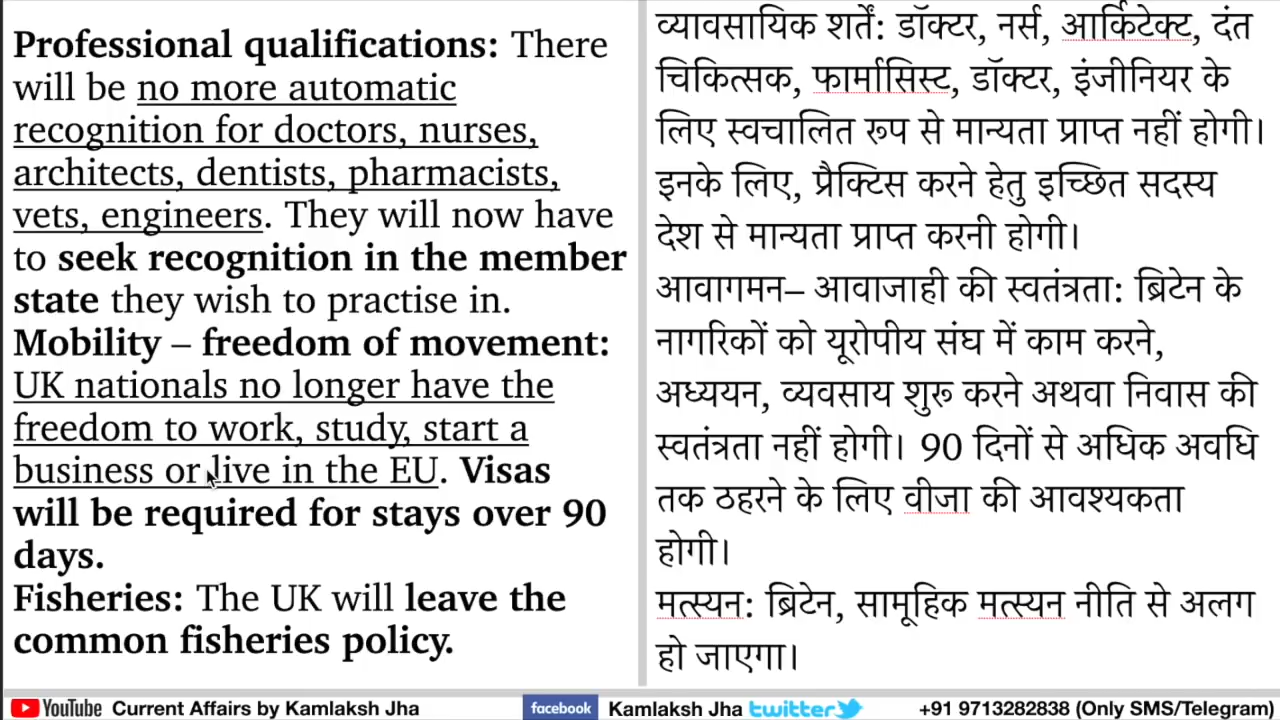 Professional qualifications: There
will be no more automatic
recognition for doctors, nurses,
architects, dentists, pharmacists,
vets, engineers. They will now have
to seek recognition in the member
state they wish to practise in.
Mobility – freedom of movement:
UK nationals no longer have the
freedom to work, study, start a
business or live in the EU. Visas
will be required for stays over 90
days.
Fisheries: The UK will leave the
common fisheries policy.
व्यावसायिक शर्तें: डॉक्टर, नर्स, आर्किटेक्ट, दंत
चिकित्सक, फार्मासिस्ट, डॉक्टर, इंजीनियर के
लिए स्वचालित रूप से मान्यता प्राप्त नहीं होगी।
इनके लिए, प्रैक्टिस करने हेतु इच्छित सदस्य
देश से मान्यता प्राप्त करनी होगी।
आवागमन– आवाजाही की स्वतंत्रता: ब्रिटेन के
नागरिकों को यूरोपीय संघ में काम करने,
अध्ययन, व्यवसाय शुरू करने अथवा निवास की
स्वतंत्रता नहीं होगी। 90 दिनों से अधिक अवधि
तक ठहरने के लिए वीजा की आवश्यकता
होगी।
मत्स्यन: ब्रिटेन, सामूहिक मत्स्यन नीति से अलग
हो जाएगा।
YouTube Current Affairs by Kamlaksh Jha facebook Kamlaksh Jha twitter +91 9713282838 (Only SMS/Telegram)